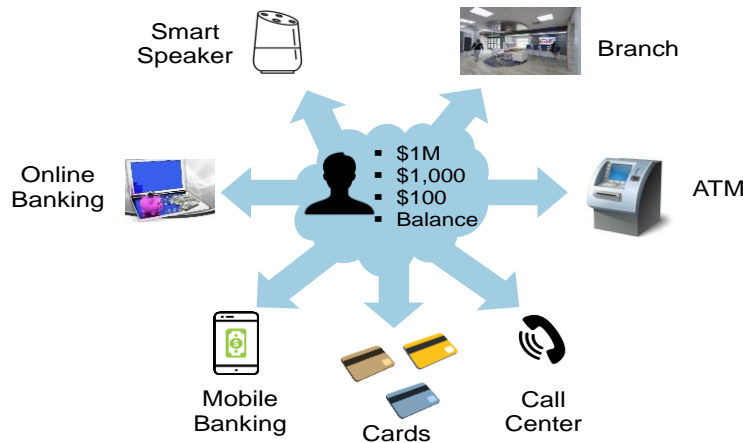 Smart
Speaker
Branch
▪ $1M
▪ $1,000
▪ $100
▪ Balance
Online
Banking
ATM
$
Mobile
Banking
Cards
Call
Center